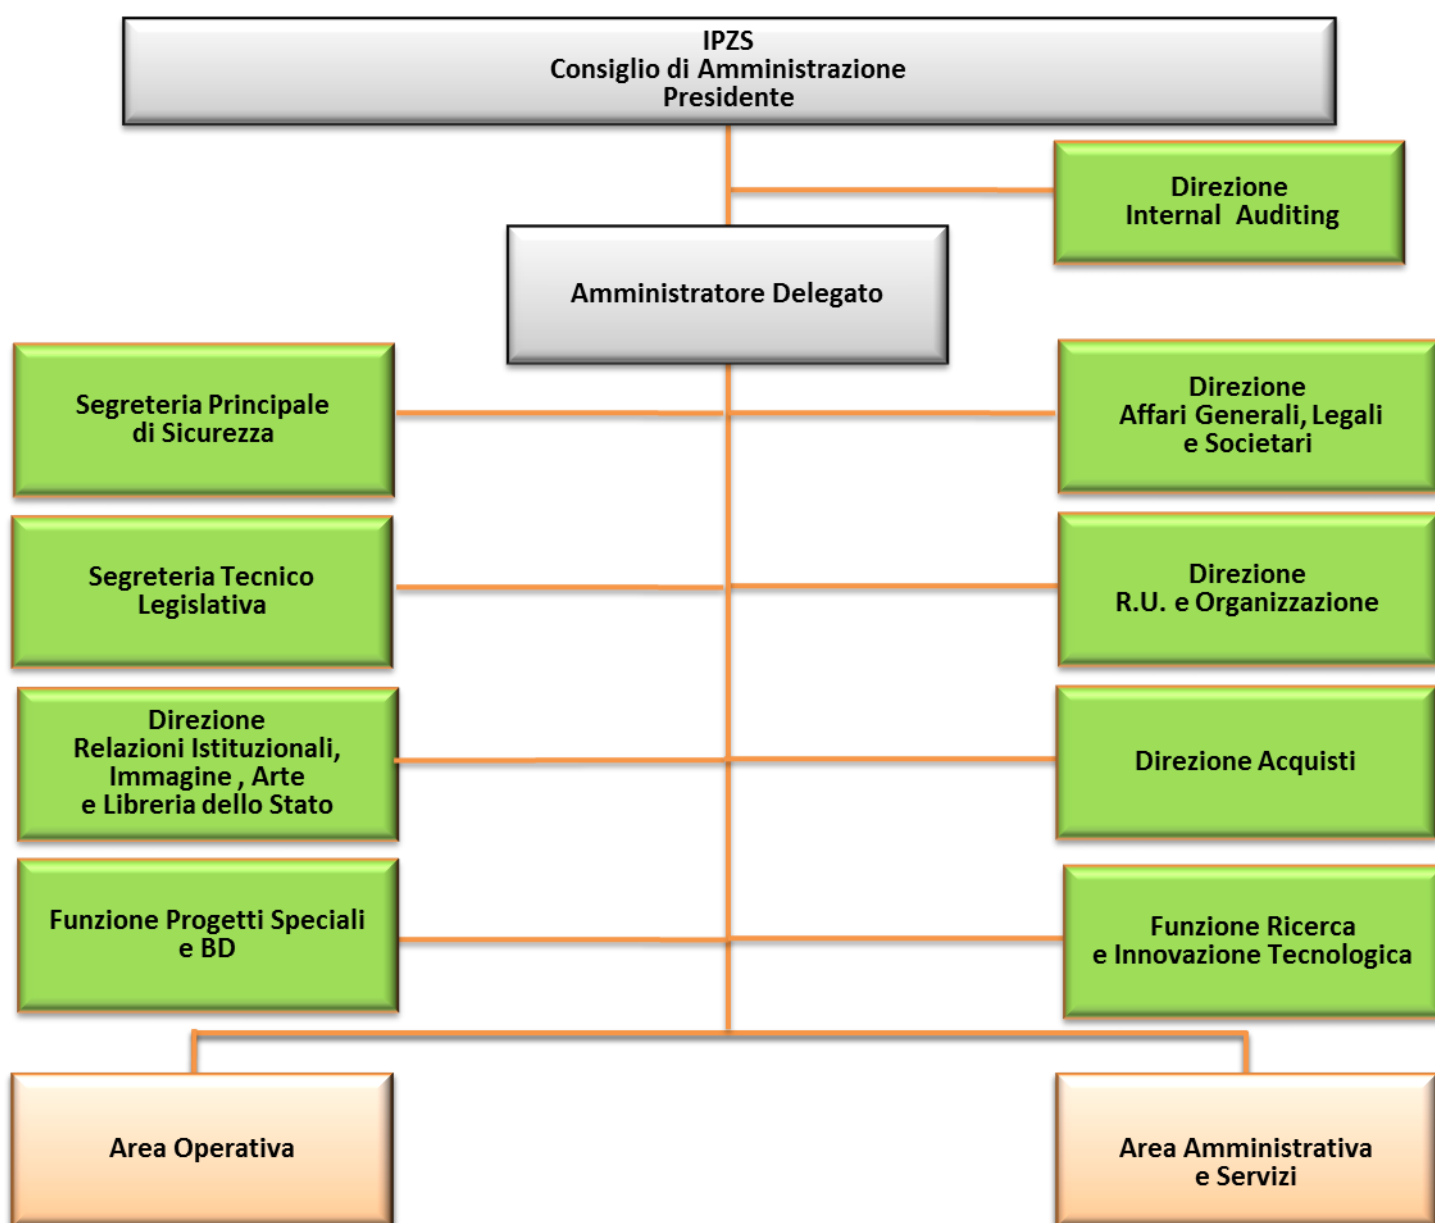 IPZS
Consiglio di Amministrazione
Presidente
Direzione
Internal Auditing
Amministratore Delegato
Segreteria Principale
di Sicurezza
Direzione
Affari Generali, Legali
e Societari
Segreteria Tecnico
Legislativa
Direzione
R.U. e Organizzazione
Direzione
Relazioni Istituzionali,
Immagine , Arte
e Libreria dello Stato
Direzione Acquisti
Funzione Progetti Speciali
e BD
Funzione Ricerca
e Innovazione Tecnologica
Area Operativa
Area Amministrativa
e Servizi